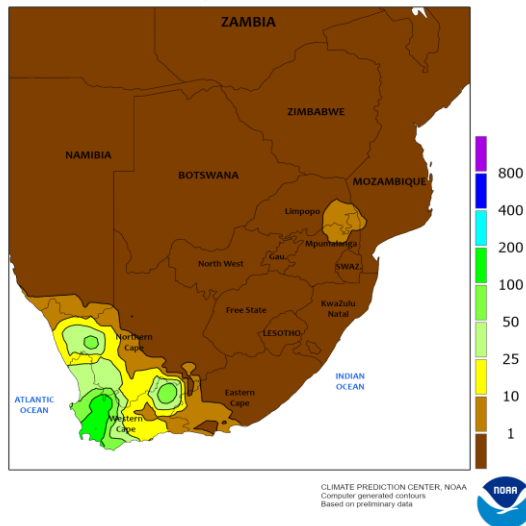 ZAMBIA
ZIMBABWE
NAMIBIA
BOTSWANA
MOZAMBIQUE
Limpopo
Mpumalanga
North West
Gau.
SWAZ.
Free State
KwaZulu
Natal
LESOTHO
Northern
Cape
Eastern
Cape
Western
Cape
ATLANTIC
OCEAN
INDIAN
OCEAN
800
400
200
100
50
25
10
1
CLIMATE PREDICTION CENTER, NOAA
Computer generated contours
Based on preliminary data
NOAA